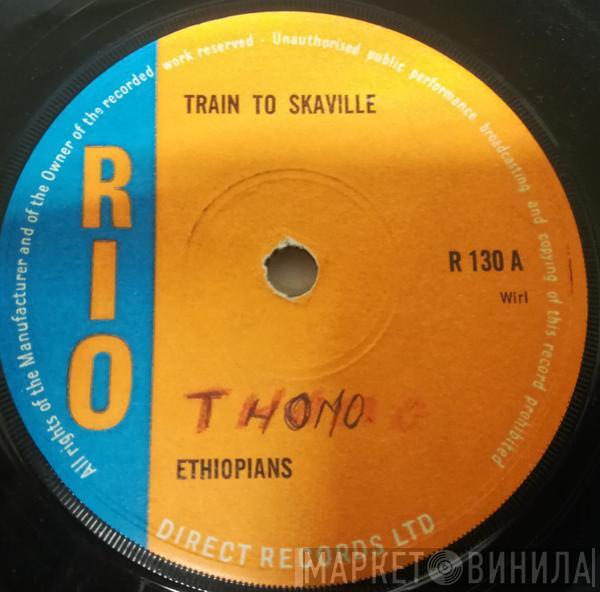 All rights of the Manufacturer and of the Owner of the recorded work reserved · Unauthorised public performance broadcasting and copying of this record prohibited
TRAIN TO SKAVILLE
RIO
R 130 A
Wirl
ETHIOPIANS
DIRECT RECORDS LTD
МАРКЕТ ВИНИЛА